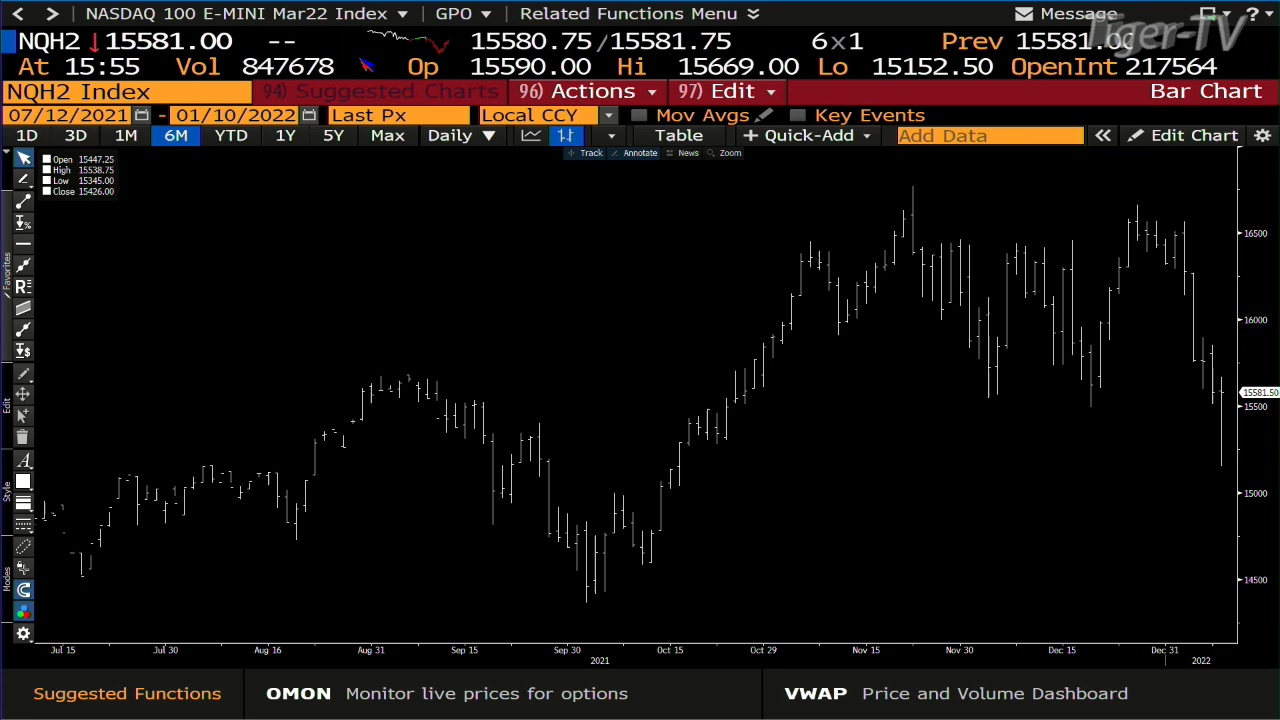 NASDAQ 100 E-MINI Mar22 Index GPO Related Functions Menu Message ?
Tiger-TV
NQH2 15581.00 -- 15580.75/15581.75 6x1 Prev 15581.00
At 15:55 Vol 847678 Op 15590.00 Hi 15669.00 Lo 15152.50 OpenInt 217564
NQH2 Index 94) Suggested Charts 96) Actions 97) Edit Bar Chart
07/12/2021 - 01/10/2022 Last Px Local CCY Mov Avgs Key Events
1D 3D 1M 6M YTD 1Y 5Y Max Daily Table + Quick-Add Add Data Edit Chart
Track Annotate News Zoom
Open 15447.25
High 15538.75
Low 15345.00
Close 15426.00
Favorites
Edit
Style
Modes
16500
16000
15581.50
15500
15000
14500
Jul 15 Jul 30 Aug 16 Aug 31 Sep 15 Sep 30 Oct 15 Oct 29 Nov 15 Nov 30 Dec 15 Dec 31
2021 2022
Suggested Functions OMON Monitor live prices for options VWAP Price and Volume Dashboard